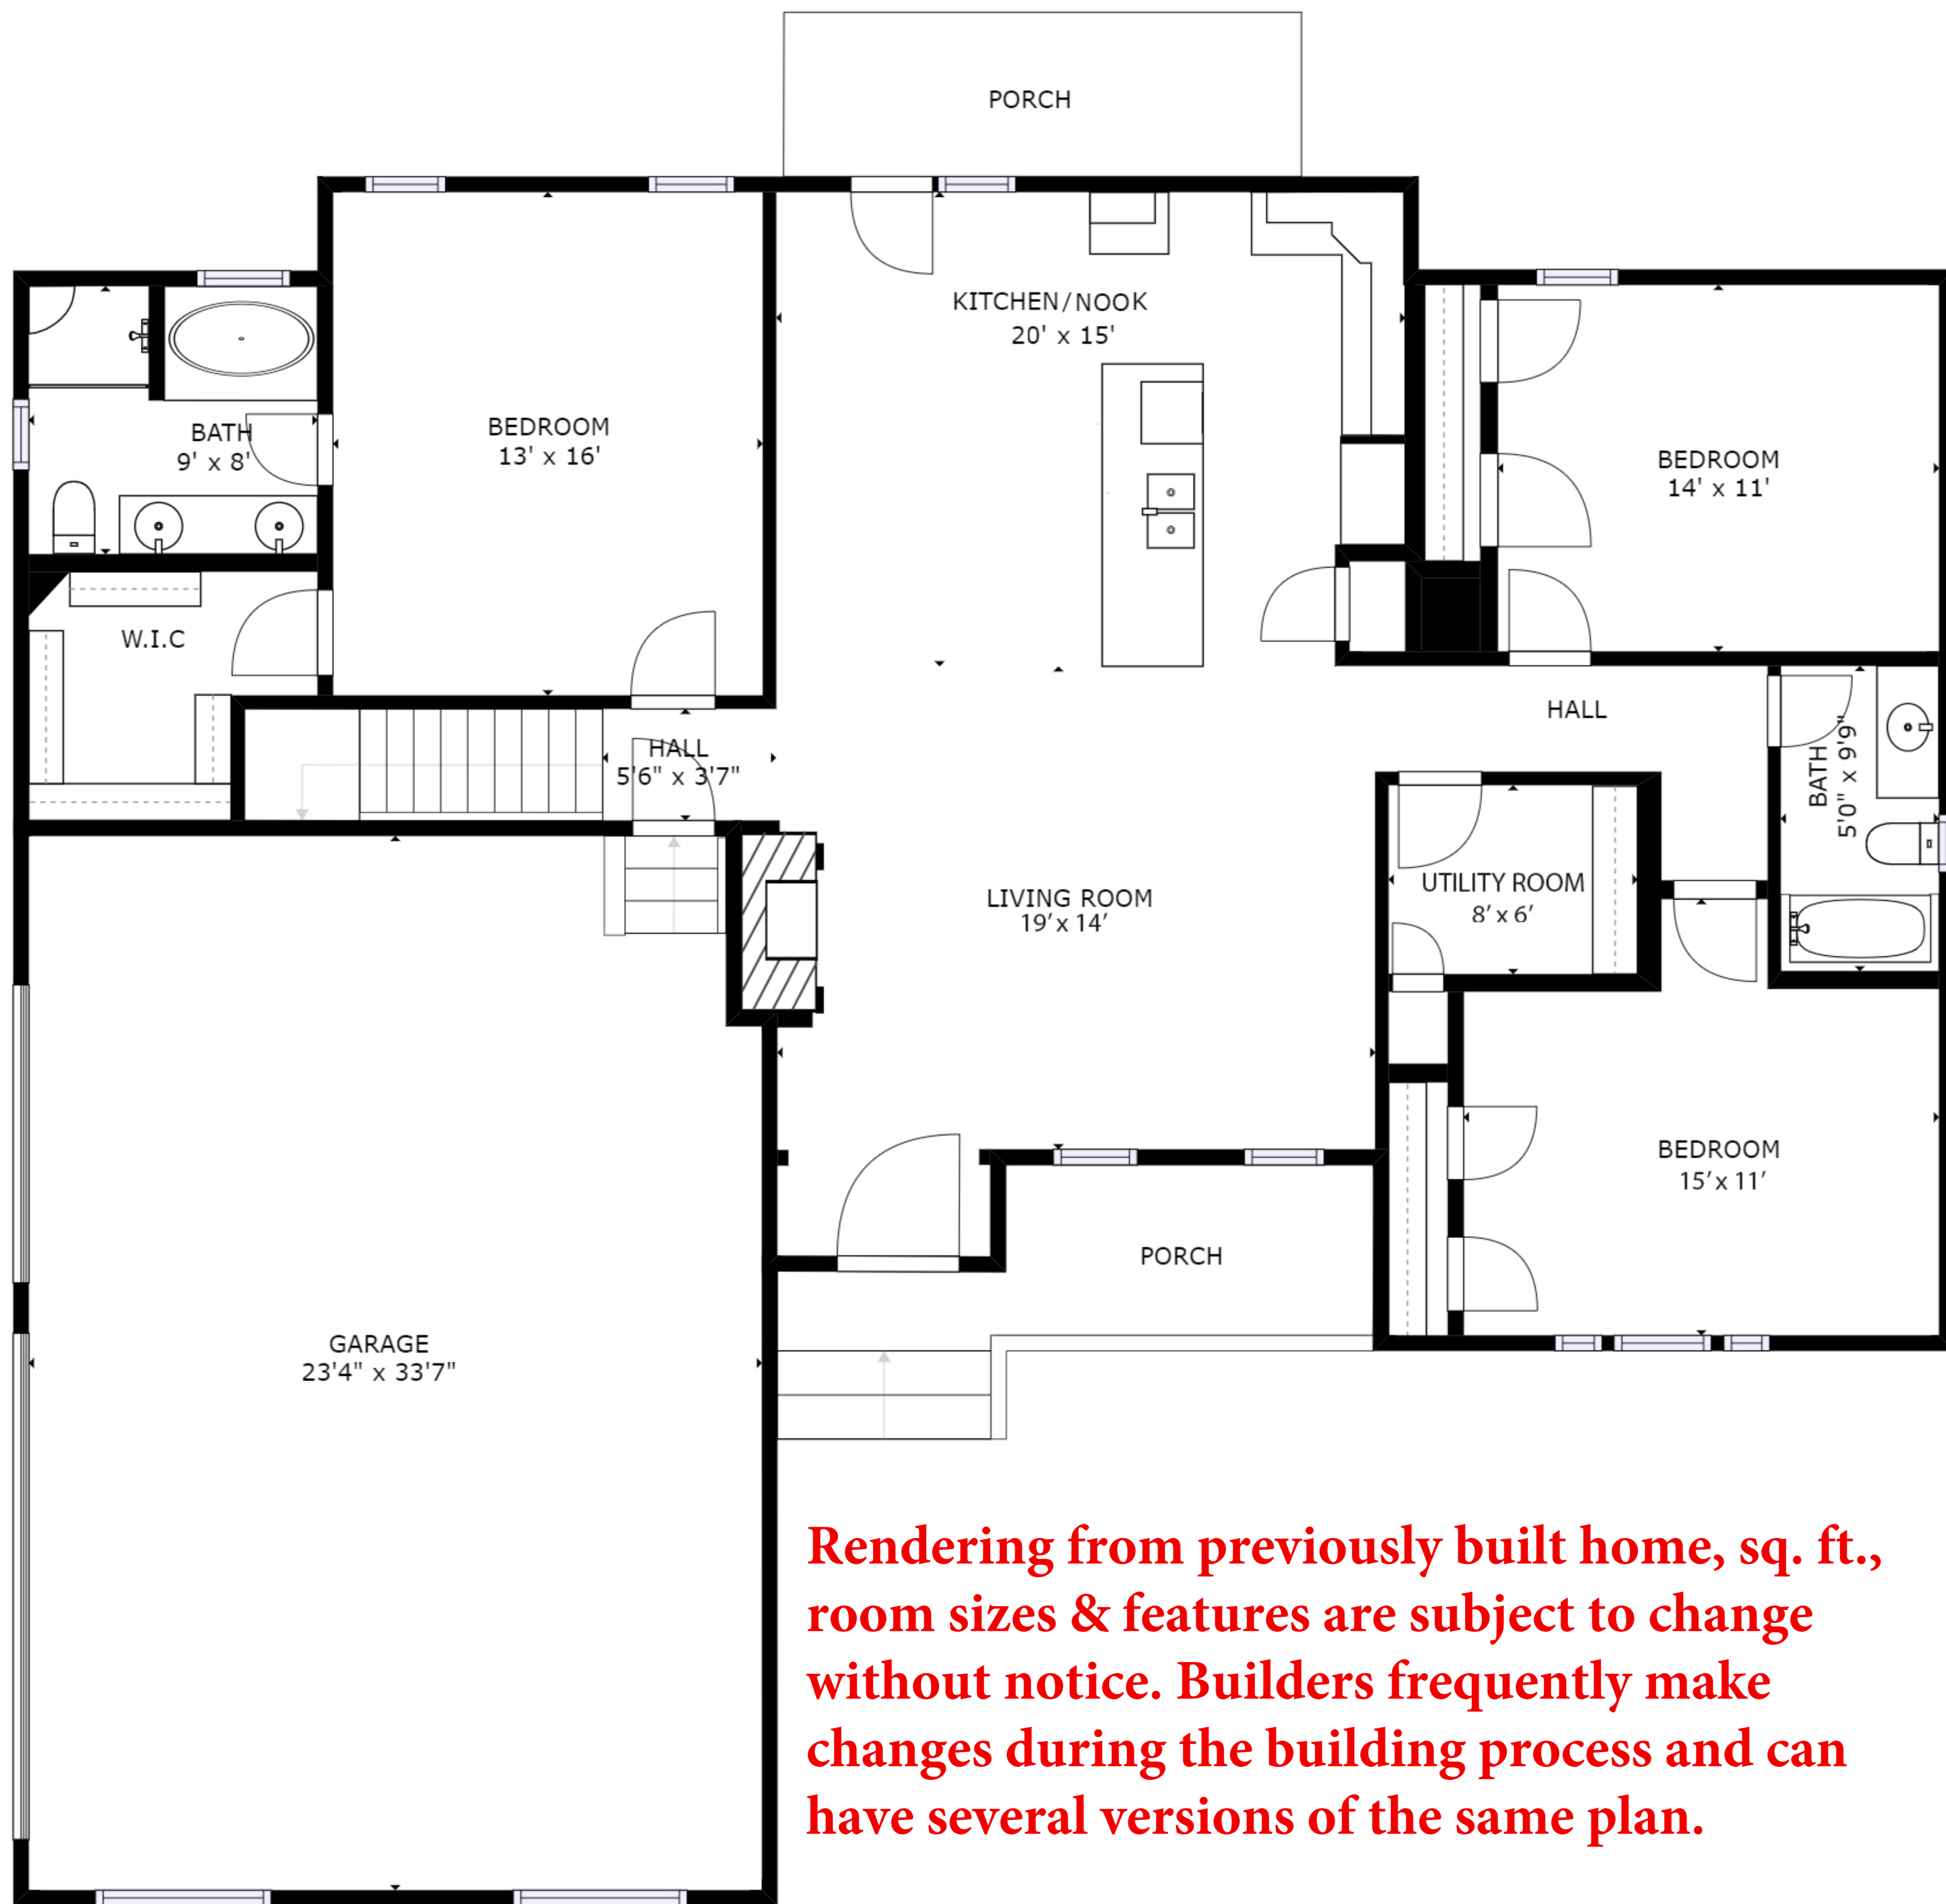 PORCH
KITCHEN/NOOK
20' x 15'
BEDROOM
13' x 16'
BATH
9' x 8'
BEDROOM
14' x 11'
W.I.C
HALL
5'6" x 3'7"
HALL
BATH
5'0" x 9'9"
UTILITY ROOM
8' x 6'
LIVING ROOM
19' x 14'
BEDROOM
15' x 11'
PORCH
GARAGE
23'4" x 33'7"
Rendering from previously built home, sq. ft.,
room sizes & features are subject to change
without notice. Builders frequently make
changes during the building process and can
have several versions of the same plan.